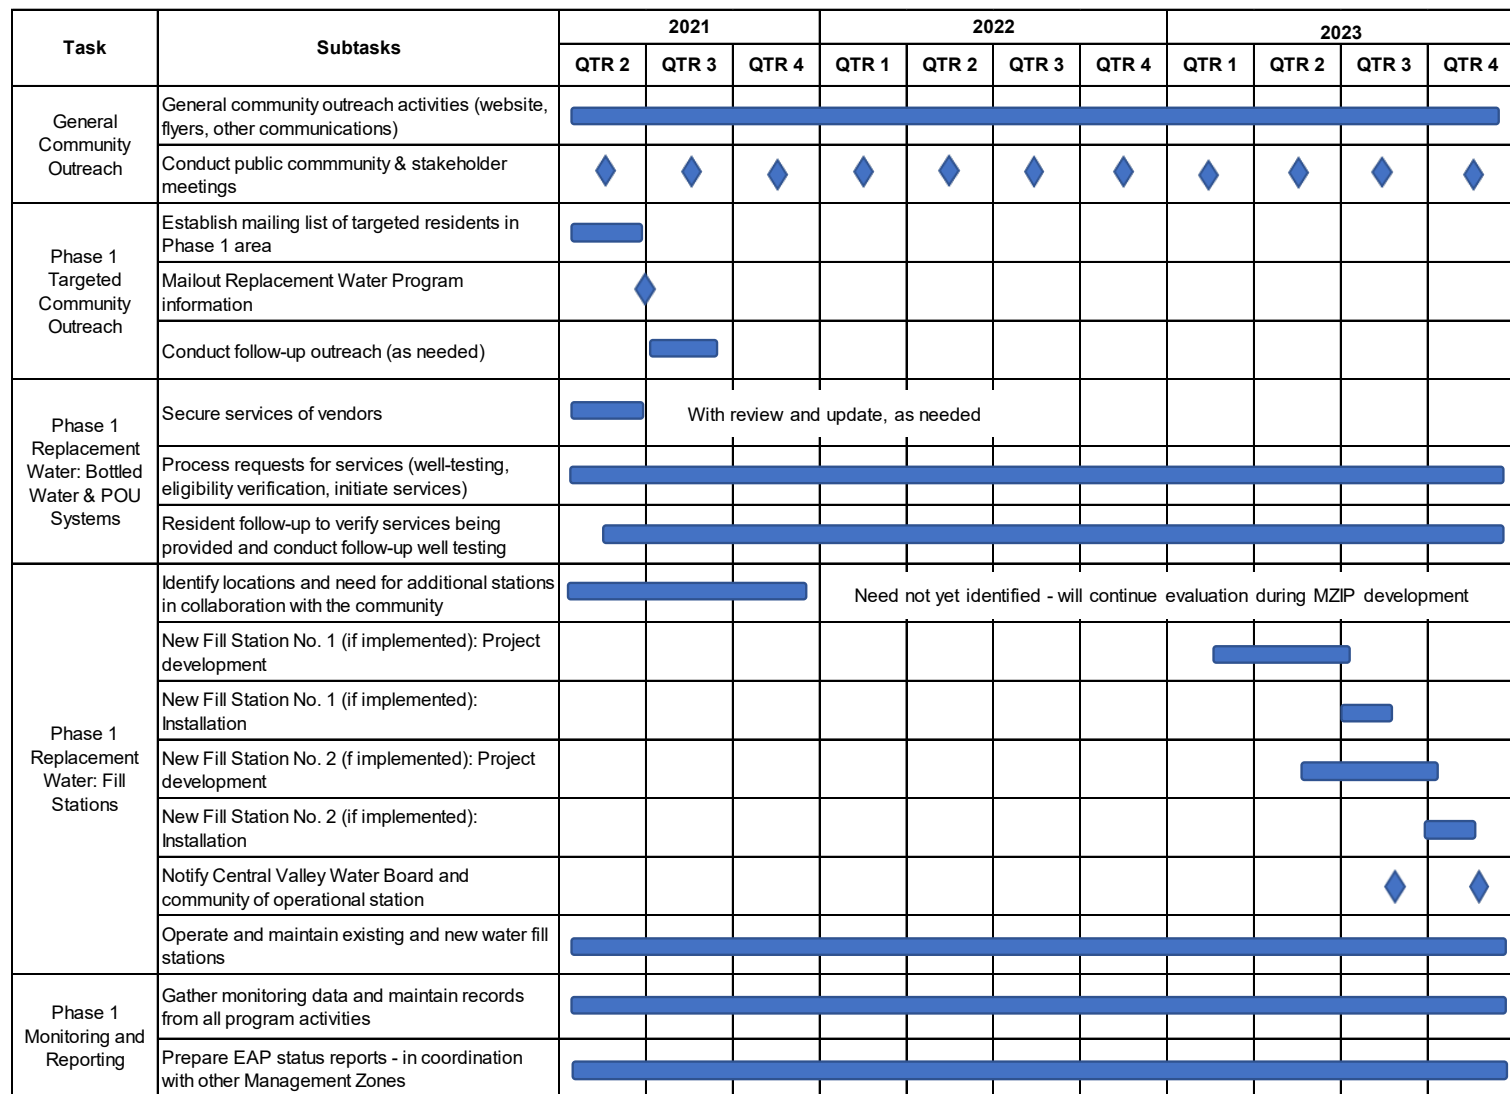 Task
Subtasks
2021
2022
2023
QTR 2
QTR 3
QTR 4
QTR 1
QTR 2
QTR 3
QTR 4
QTR 1
QTR 2
QTR 3
QTR 4
General
Community
Outreach
General community outreach activities (website,
flyers, other communications)
Conduct public commmunity & stakeholder
meetings
Phase 1
Targeted
Community
Outreach
Establish mailing list of targeted residents in
Phase 1 area
Mailout Replacement Water Program
information
Conduct follow-up outreach (as needed)
Phase 1
Replacement
Water: Bottled
Water & POU
Systems
Secure services of vendors
With review and update, as needed
Process requests for services (well-testing,
eligibility verification, initiate services)
Resident follow-up to verify services being
provided and conduct follow-up well testing
Phase 1
Replacement
Water: Fill
Stations
Identify locations and need for additional stations
in collaboration with the community
Need not yet identified - will continue evaluation during MZIP development
New Fill Station No. 1 (if implemented): Project
development
New Fill Station No. 1 (if implemented):
Installation
New Fill Station No. 2 (f implemented): Project
development
New Fill Station No. 2 (if implemented):
Installation
Notify Central Valley Water Board and
community of operational station
Operate and maintain existing and new water fill
stations
Phase 1
Monitoring and
Reporting
Gather monitoring data and maintain records
from all program activities
Prepare EAP status reports - in coordination
with other Management Zones